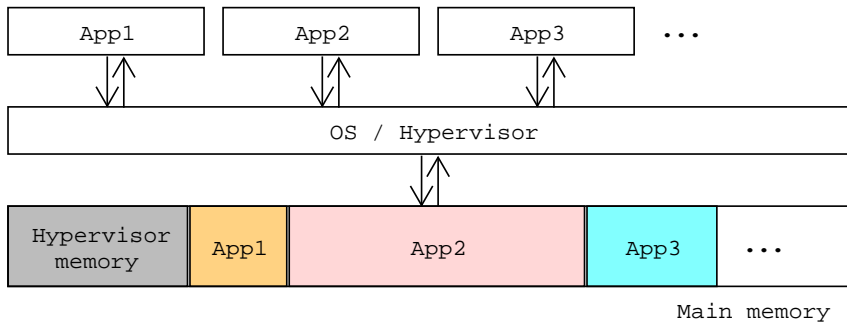 App1
App2
App3
...
OS / Hypervisor
Hypervisor
memory
App1
App2
App3
...
Main memory